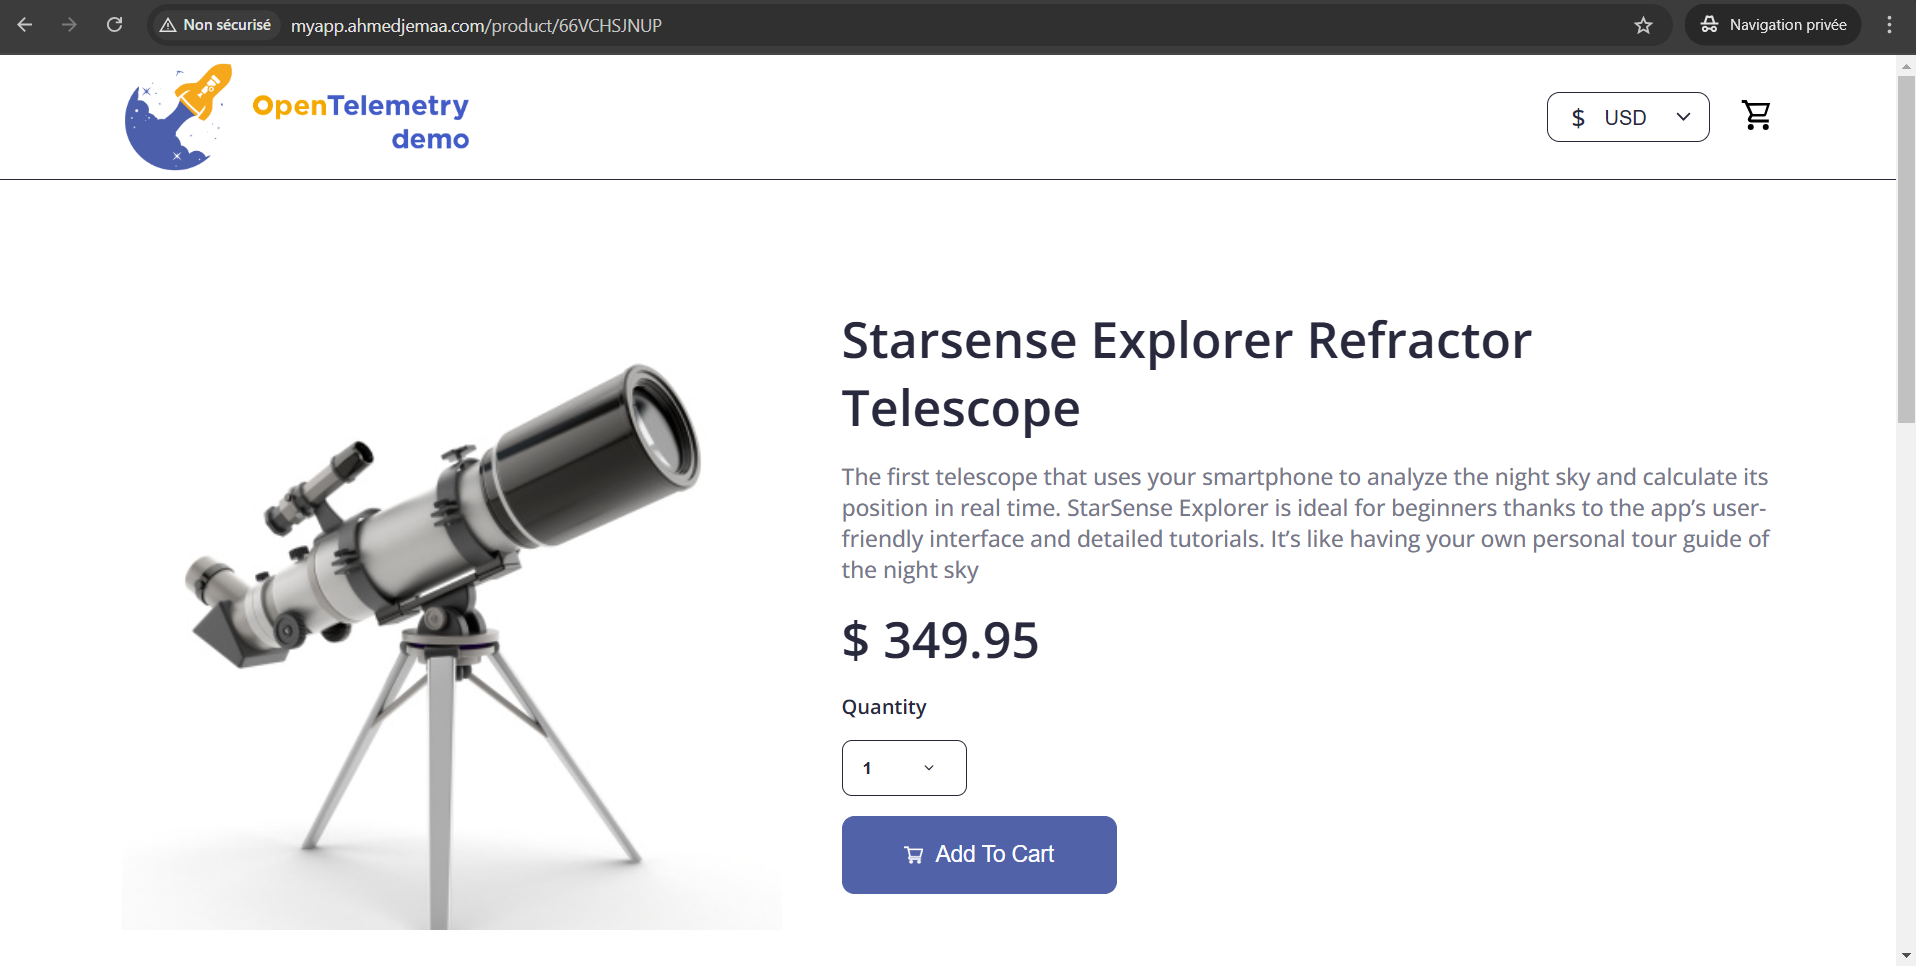 Non sécurisé
myapp.ahmedjemaa.com/product/66VCHSJNUP
Navigation privée
OpenTelemetry
demo
$ USD
Starsense Explorer Refractor
Telescope
The first telescope that uses your smartphone to analyze the night sky and calculate its
position in real time. StarSense Explorer is ideal for beginners thanks to the app’s user-
friendly interface and detailed tutorials. It’s like having your own personal tour guide of
the night sky
$ 349.95
Quantity
1
Add To Cart